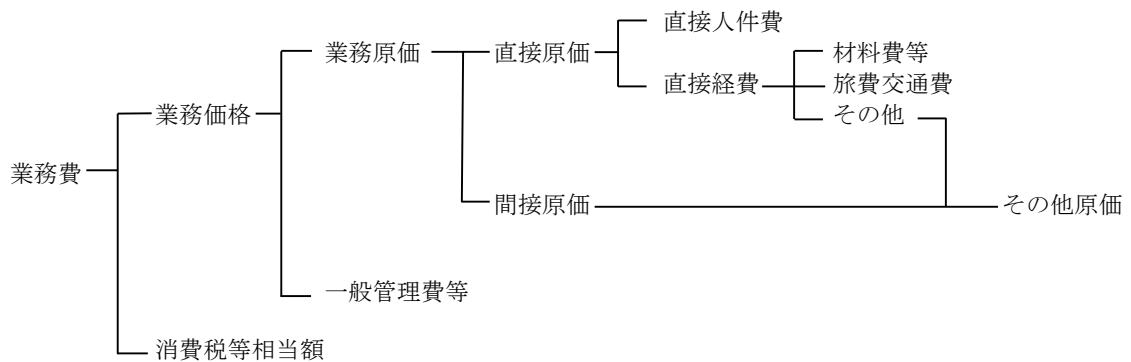 直接人件費
業務原価
直接原価
材料費等
直接経費
旅費交通費
業務価格
その他
業務費
間接原価
その他原価
一般管理費等
消費税等相当額